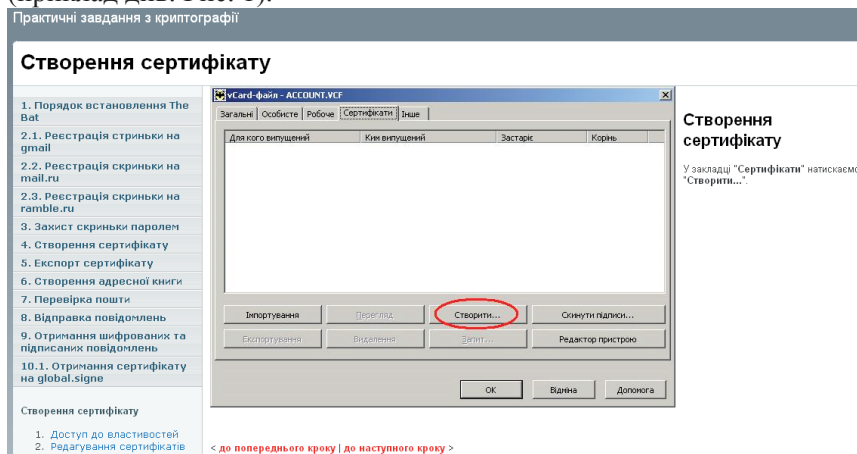 (приклад див. Рис. 1).
Практичні завдання з криптографії
Створення сертифікату
1. Порядок встановлення The
Bat
2.1. Реєстрація стриньки на
gmail
2.2. Реєстрація скриньки на
mail.ru
2.3. Реєстрація скриньки на
ramble.ru
3. Захист скриньки паролем
4. Створення сертифікату
5. Експорт сертифікату
6. Створення адресної книги
7. Перевірка пошти
8. Відправка повідомлень
9. Отримання шифрованих та
підписаних повідомлень
10.1. Отримання сертифікату
на global.signe
Створення сертифікату
1. Доступ до властивостей
2. Редагування сертифікатів
vCard-файл - ACCOUNT.VCF
Загальні Особисте Робоче Сертифікати Інше
Для кого випущений Ким випущений Застаріє Корінь
Імпортування Перегляд Створити... Скинути підписи...
Експортування Видалення Запит... Редактор пристрою
OK Відміна Допомога
< до попереднього кроку | до наступного кроку >
Створення
сертифікату
У закладці "Сертифікати" натискаємо
"Створити...".